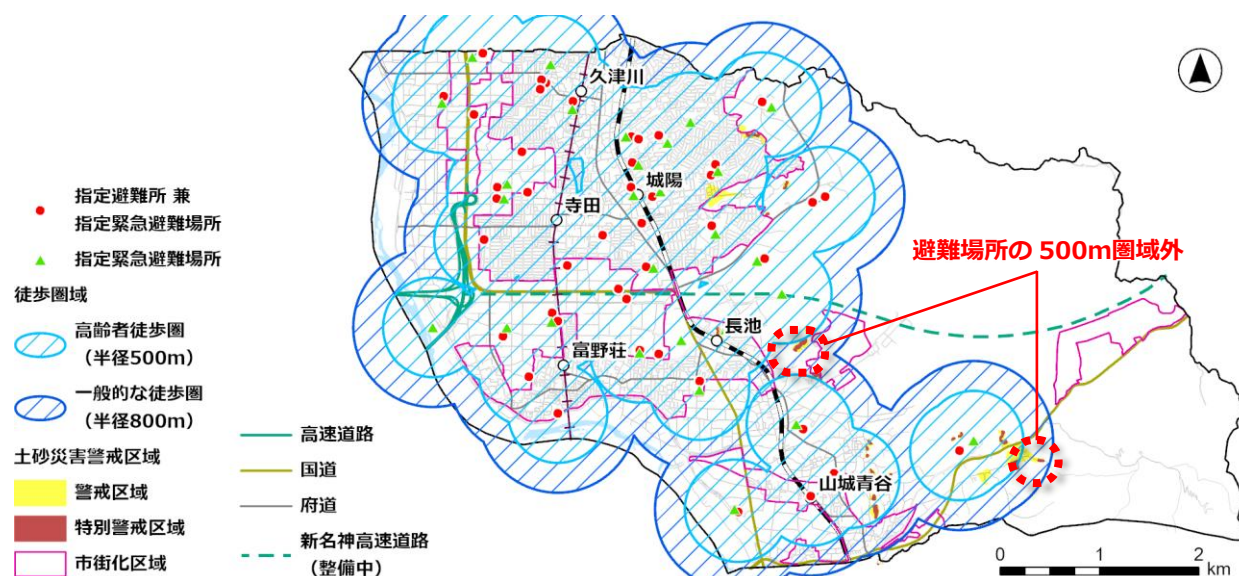 指定避難所 兼
指定緊急避難場所
指定緊急避難場所
徒歩圏域
高齢者徒歩圏
（半径500m）
一般的な徒歩圏
（半径800m）
土砂災害警戒区域
警戒区域
特別警戒区域
市街化区域
高速道路
国道
府道
新名神高速道路
（整備中）
久津川
城陽
寺田
避難場所の 500m圏域外
長池
富野荘
山城青谷
0 1 2
km